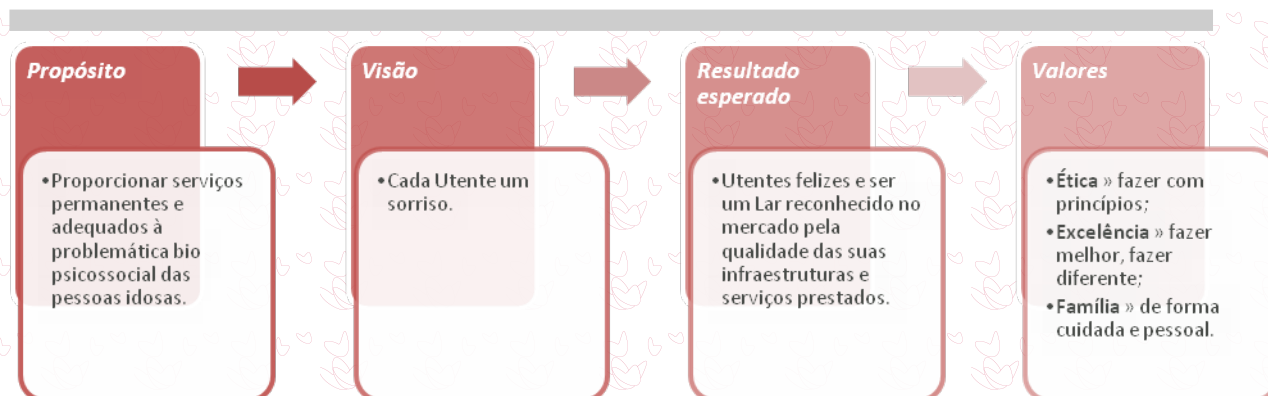 Propósito
•Proporcionar serviços
permanentes e
adequados à
problemática bio
psicossocial das
pessoas idosas.
Visão
•Cada Utente um
sorriso.
Resultado
esperado
•Utentes felizes e ser
um Lar reconhecido no
mercado pela
qualidade das suas
infraestruturas e
serviços prestados.
Valores
•Ética » fazer com
princípios;
•Excelência » fazer
melhor, fazer
diferente;
•Família » de forma
cuidada e pessoal.